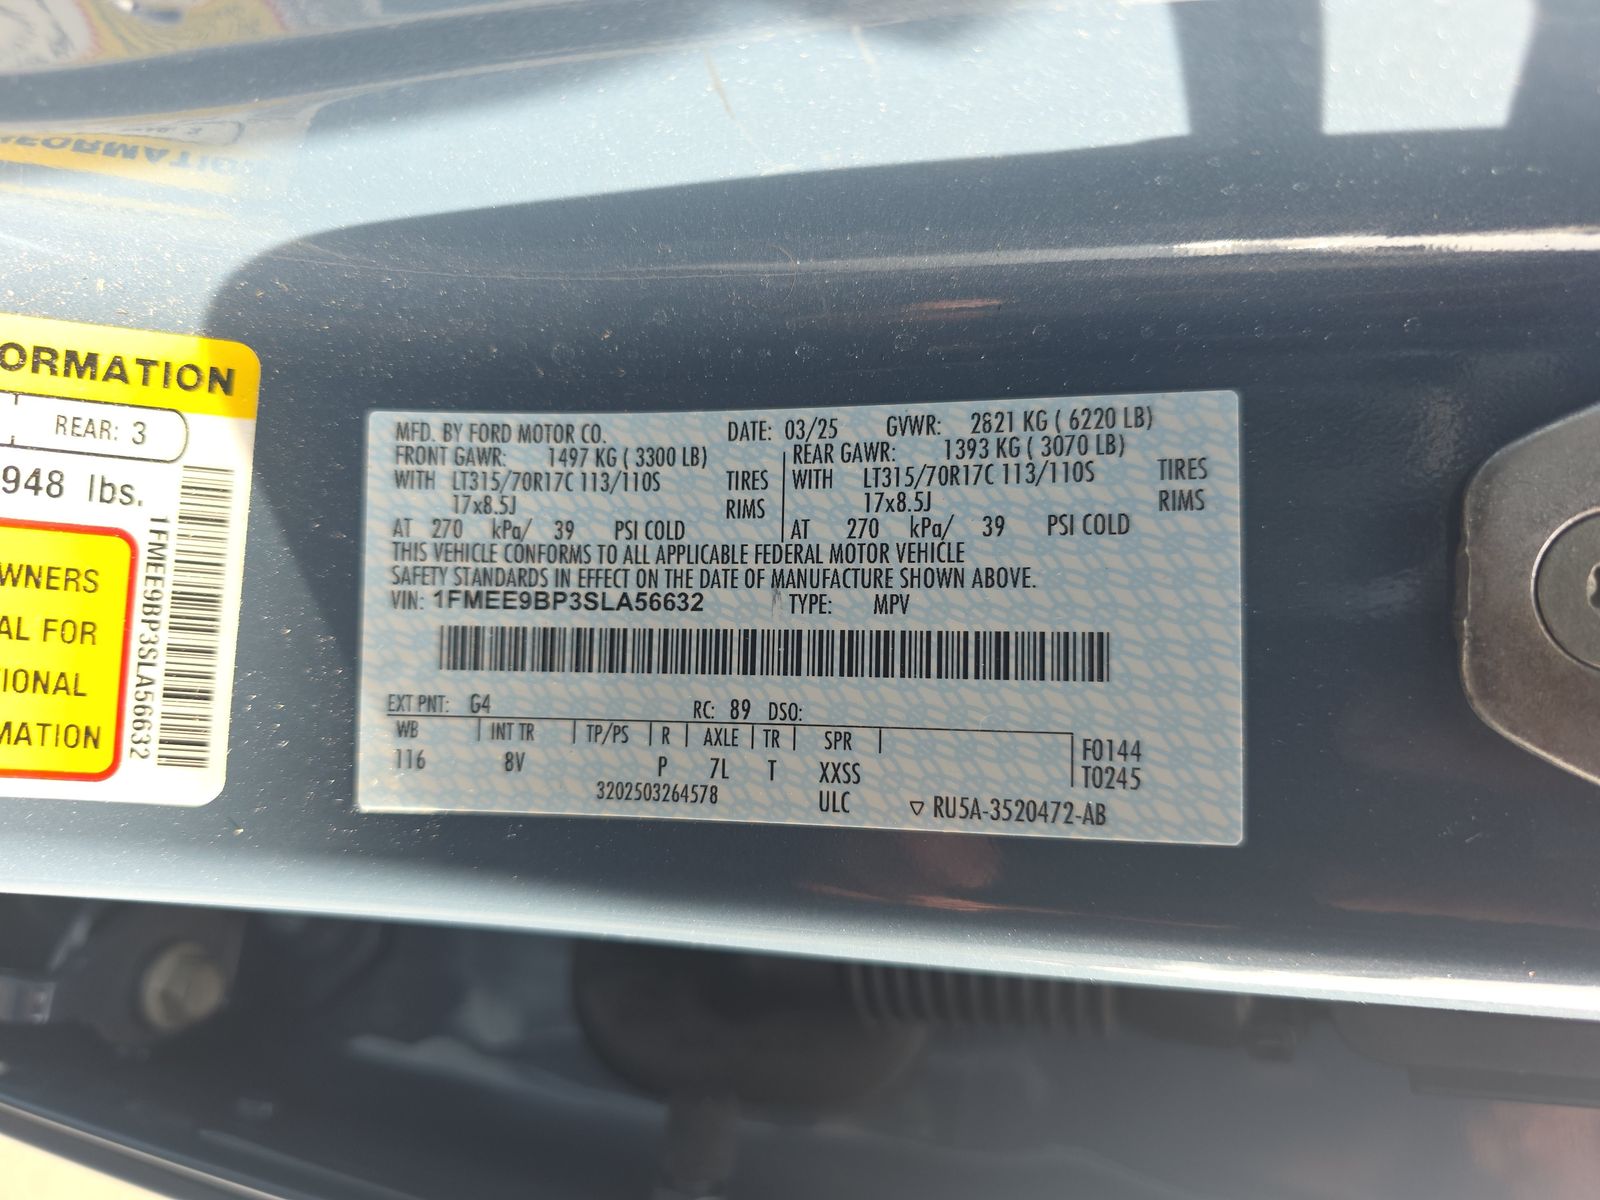 ORMATION
REAR: 3
948 lbs.
WNERS
AL FOR
IONAL
MATION
1FMEE9BP3SLA56632
MFD. BY FORD MOTOR CO. DATE: 03/25 GVWR: 2821 KG ( 6220 LB)
FRONT GAWR: 1497 KG ( 3300 LB) REAR GAWR: 1393 KG ( 3070 LB)
WITH LT315/70R17C 113/110S TIRES WITH LT315/70R17C 113/110S TIRES
17x8.5J RIMS 17x8.5J RIMS
AT 270 kPa/ 39 PSI COLD AT 270 kPa/ 39 PSI COLD
THIS VEHICLE CONFORMS TO ALL APPLICABLE FEDERAL MOTOR VEHICLE
SAFETY STANDARDS IN EFFECT ON THE DATE OF MANUFACTURE SHOWN ABOVE.
VIN: 1FMEE9BP3SLA56632 TYPE: MPV
EXT PNT: G4 RC: 89 DSO:
WB INT TR TP/PS R AXLE TR SPR F0144
116 8V P 7L T XXSS T0245
3202503264578 ULC RU5A-3520472-AB